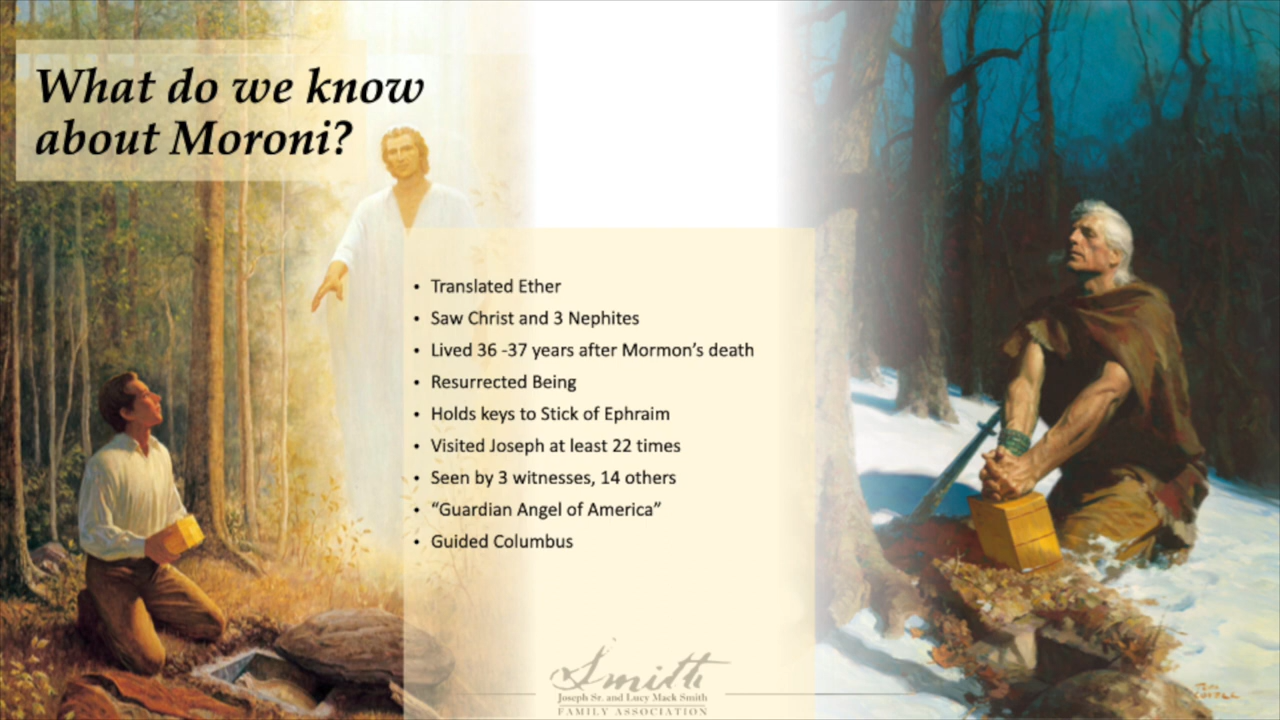 What do we know
about Moroni?
• Translated Ether
• Saw Christ and 3 Nephites
• Lived 36 -37 years after Mormon’s death
• Resurrected Being
• Holds keys to Stick of Ephraim
• Visited Joseph at least 22 times
• Seen by 3 witnesses, 14 others
• “Guardian Angel of America”
• Guided Columbus
Smith
Joseph Sr. and Lucy Mack Smith
FAMILY ASSOCIATION
Tom
Lovell